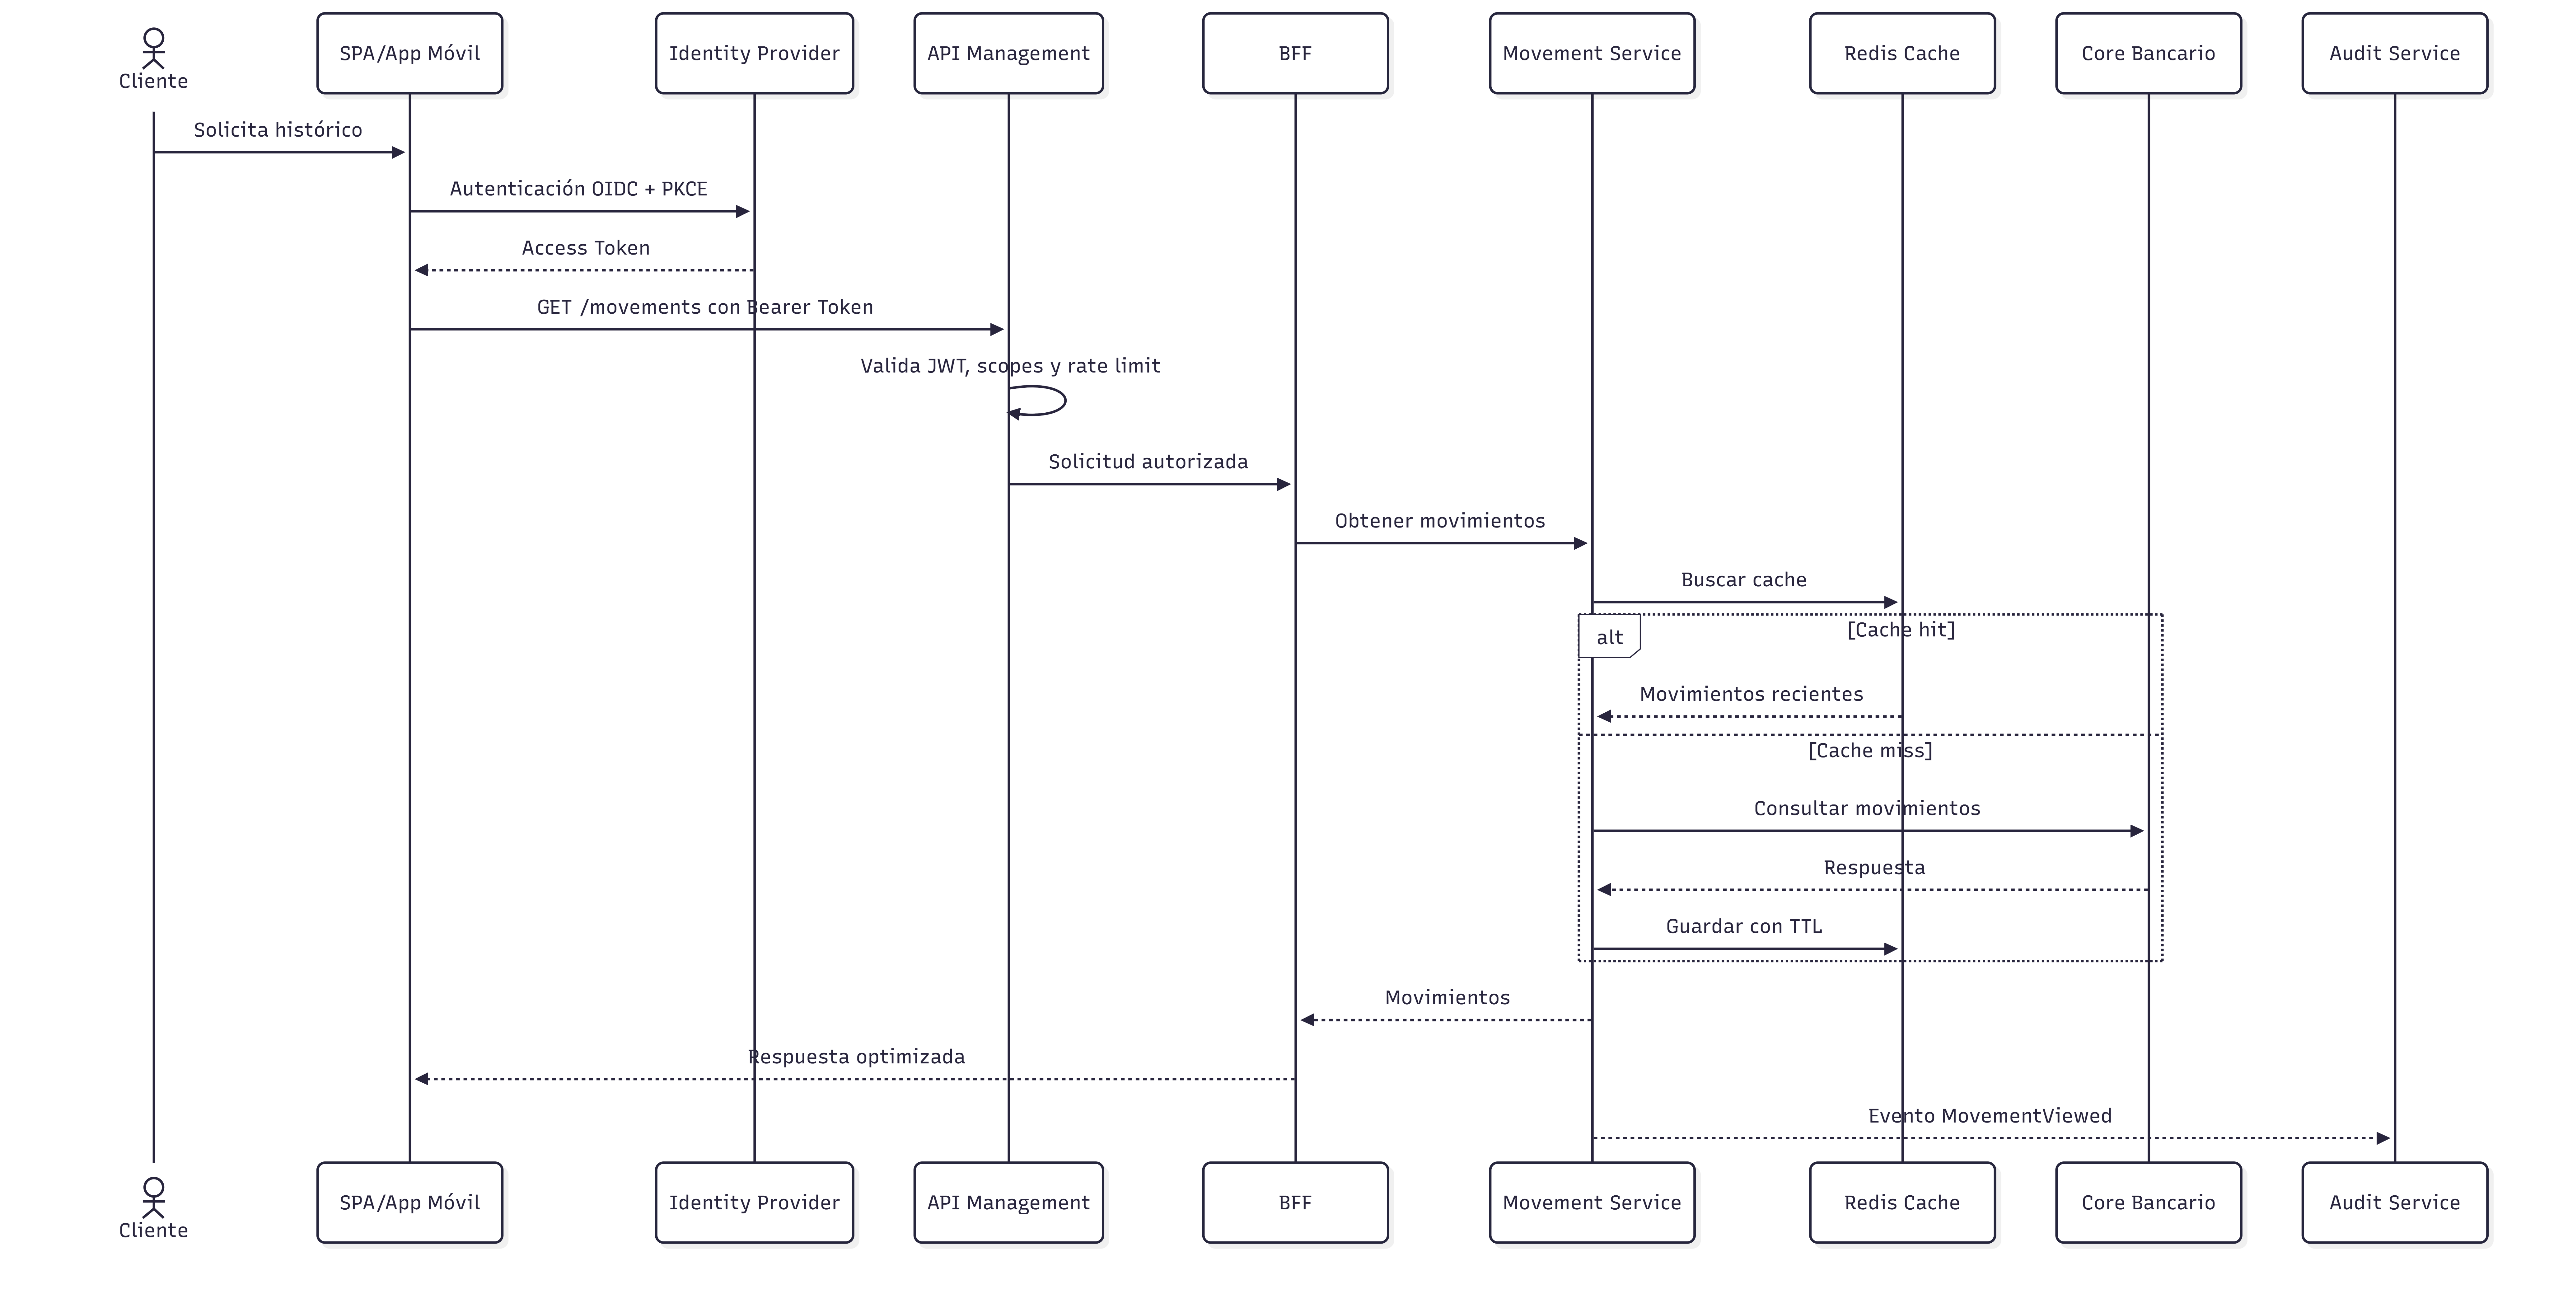 Cliente
SPA/App Móvil
Identity Provider
API Management
BFF
Movement Service
Redis Cache
Core Bancario
Audit Service
Solicita histórico
Autenticación OIDC + PKCE
Access Token
GET /movements con Bearer Token
Valida JWT, scopes y rate limit
Solicitud autorizada
Obtener movimientos
Buscar cache
alt
[Cache hit]
Movimientos recientes
[Cache miss]
Consultar movimientos
Respuesta
Guardar con TTL
Movimientos
Respuesta optimizada
Evento MovementViewed
Cliente
SPA/App Móvil
Identity Provider
API Management
BFF
Movement Service
Redis Cache
Core Bancario
Audit Service